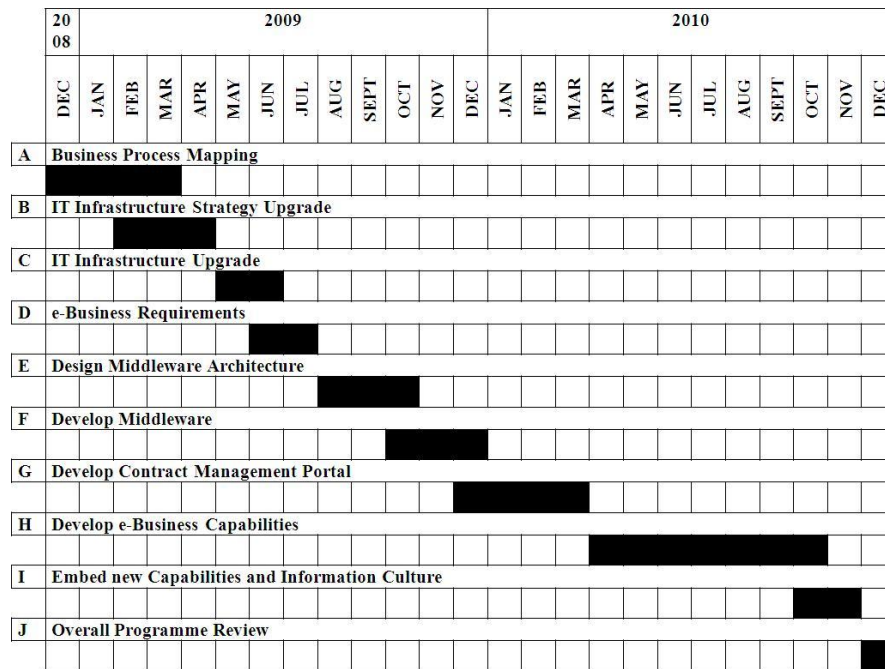 20 2009 2010
08
DEC JAN FEB MAR APR MAY JUN JUL AUG SEPT OCT NOV DEC JAN FEB MAR APR MAY JUN JUL AUG SEPT OCT NOV DEC
A Business Process Mapping
B IT Infrastructure Strategy Upgrade
C IT Infrastructure Upgrade
D e-Business Requirements
E Design Middleware Architecture
F Develop Middleware
G Develop Contract Management Portal
H Develop e-Business Capabilities
I Embed new Capabilities and Information Culture
J Overall Programme Review